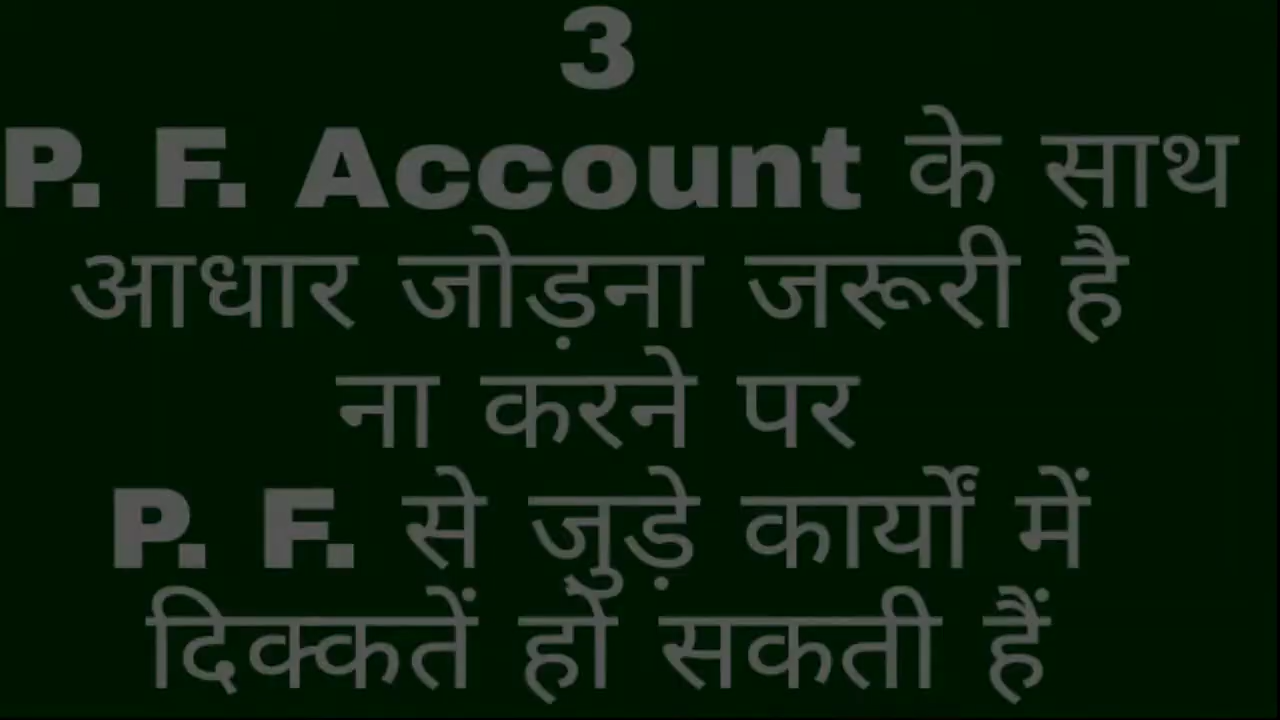 3
P. F. Account के साथ
आधार जोड़ना जरूरी है
ना करने पर
P. F. से जुड़े कार्यों में
दिक्कतें हो सकती हैं